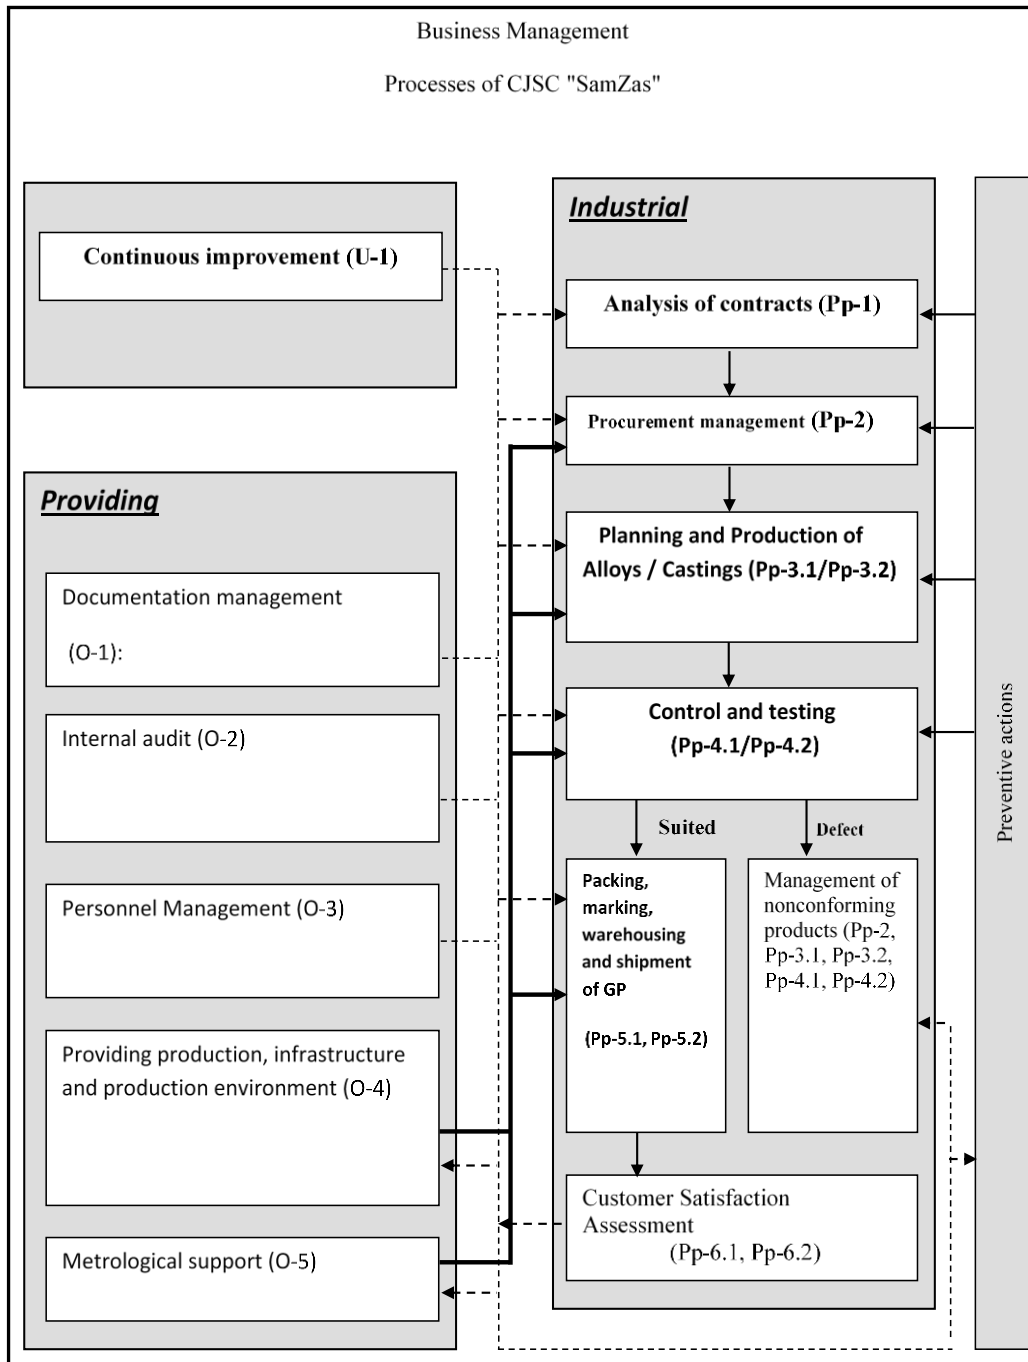 Business Management
Processes of CJSC "SamZas"
Continuous improvement (U-1)
Providing
Documentation management
(O-1):
Internal audit (O-2)
Personnel Management (O-3)
Providing production, infrastructure
and production environment (O-4)
Metrological support (O-5)
Industrial
Analysis of contracts (Pp-1)
Procurement management (Pp-2)
Planning and Production of
Alloys / Castings (Pp-3.1/Pp-3.2)
Control and testing
(Pp-4.1/Pp-4.2)
Suited
Defect
Packing,
marking,
warehousing
and shipment
of GP
(Pp-5.1, Pp-5.2)
Management of
nonconforming
products (Pp-2,
Pp-3.1, Pp-3.2,
Pp-4.1, Pp-4.2)
Customer Satisfaction
Assessment
(Pp-6.1, Pp-6.2)
Preventive actions